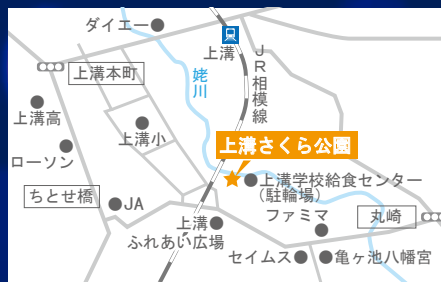 ダイエー
上溝
JR相模線
姥川
上溝本町
上溝高
上溝小
ローソン
上溝さくら公園
上溝学校給食センター
(駐輪場)
ちとせ橋
JA
ファミマ
丸崎
上溝
ふれあい広場
セイムス
亀ヶ池八幡宮